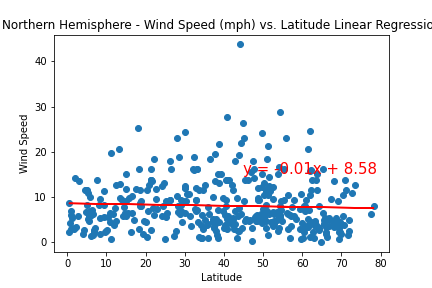 Northern Hemisphere - Wind Speed (mph) vs. Latitude Linear Regressio
40
30
20
10
0
Wind Speed
y = -0.01x + 8.58
0 10 20 30 40 50 60 70 80
Latitude